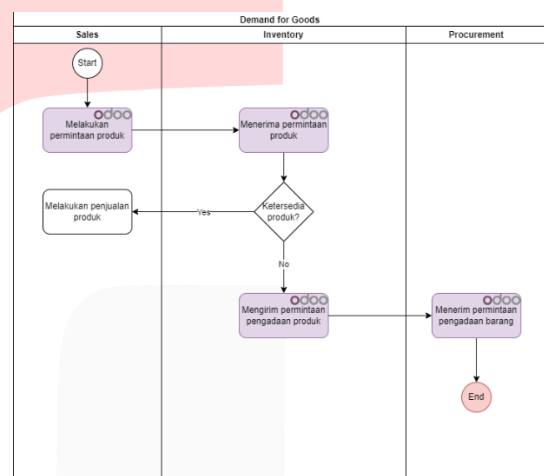 Demand for Goods
Sales
Inventory
Procurement
Start
odoo
Melakukan
permintaan produk
odoo
Menerima permintaan
produk
Melakukan penjualan
produk
Yes
Ketersedia
produk?
No
odoo
Mengirim permintaan
pengadaan produk
odoo
Menerim permintaan
pengadaan barang
End